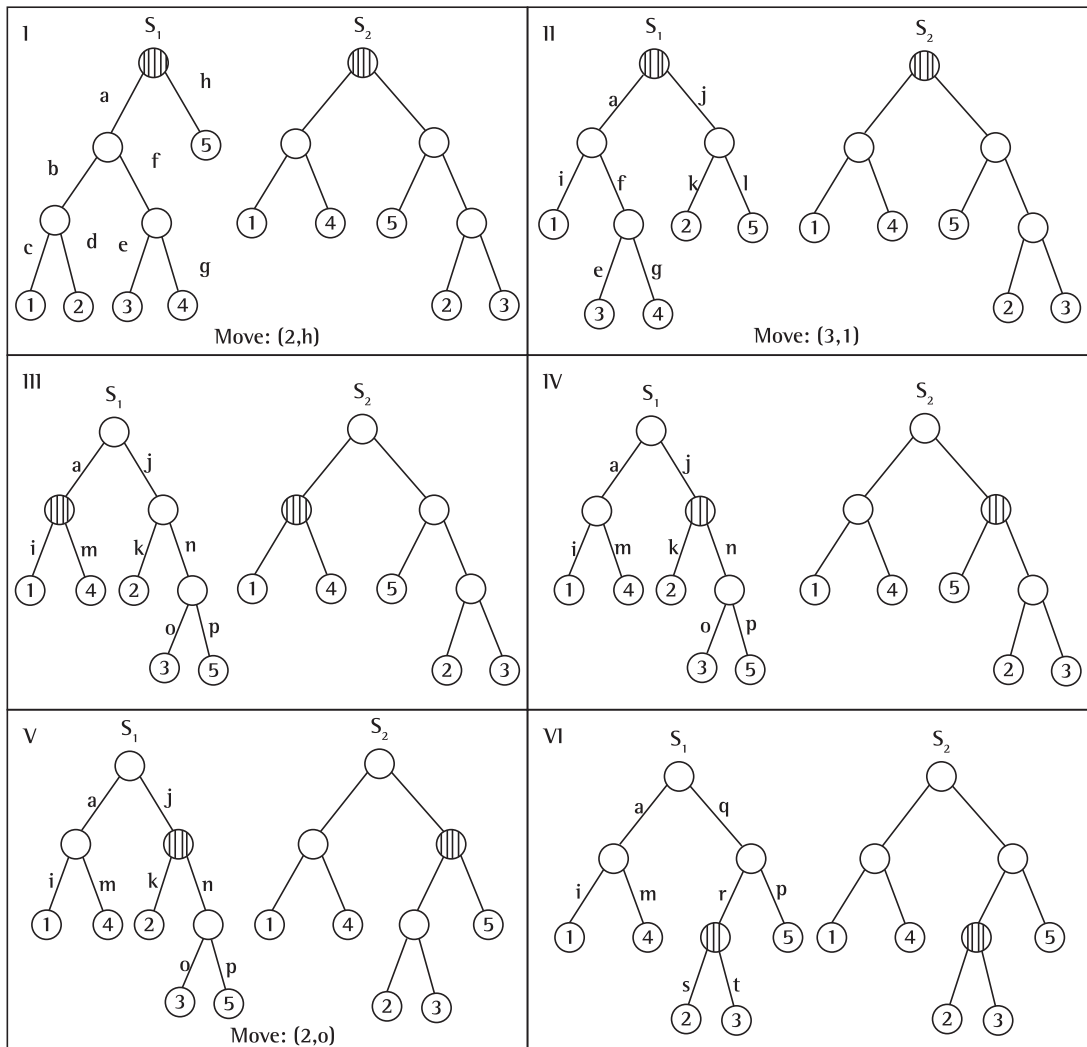 I
S1
S2
a
h
b
f
5
c
d
e
g
1
4
5
1
2
3
4
2
3
Move: (2,h)
II
S1
S2
a
j
i
f
k
l
1
2
5
1
4
5
e
g
3
4
2
3
Move: (3,1)
III
S1
S2
a
j
i
m
k
n
1
4
2
1
4
5
o
p
3
5
2
3
IV
S1
S2
a
j
i
m
k
n
1
4
2
1
4
5
o
p
3
5
2
3
V
S1
S2
a
j
i
m
k
n
1
4
2
1
4
5
o
p
3
5
2
3
Move: (2,o)
VI
S1
S2
a
q
i
m
r
p
1
4
5
1
4
5
s
t
2
3
2
3